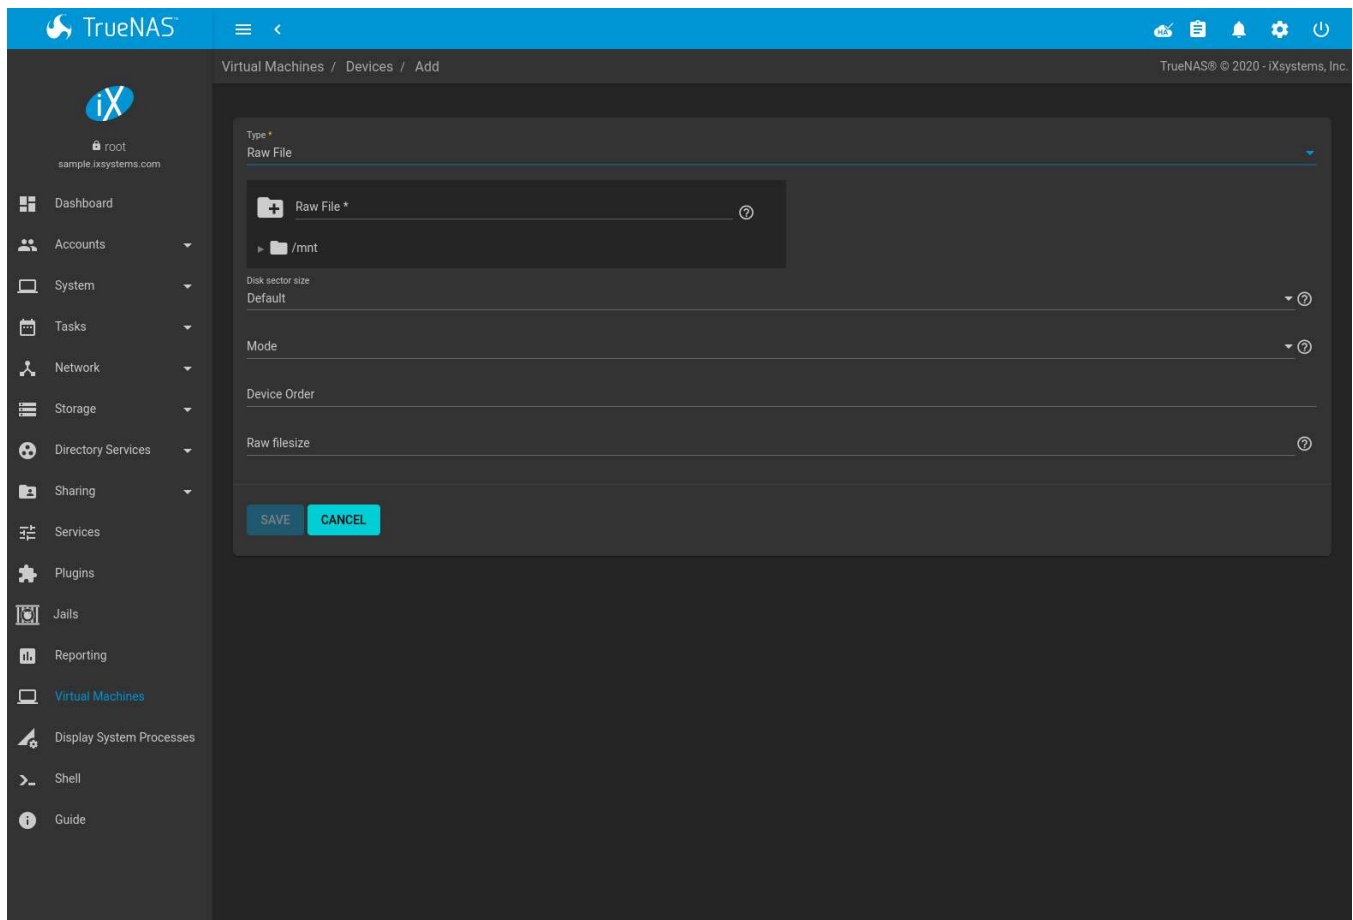 TrueNAS™
HA
Virtual Machines / Devices / Add
TrueNAS® © 2020 - iXsystems, Inc.
iX
root
sample.ixsystems.com
Dashboard
Accounts
System
Tasks
Network
Storage
Directory Services
Sharing
Services
Plugins
Jails
Reporting
Virtual Machines
Display System Processes
Shell
Guide
Type *
Raw File
Raw File *
/mnt
Disk sector size
Default
Mode
Device Order
Raw filesize
SAVE CANCEL